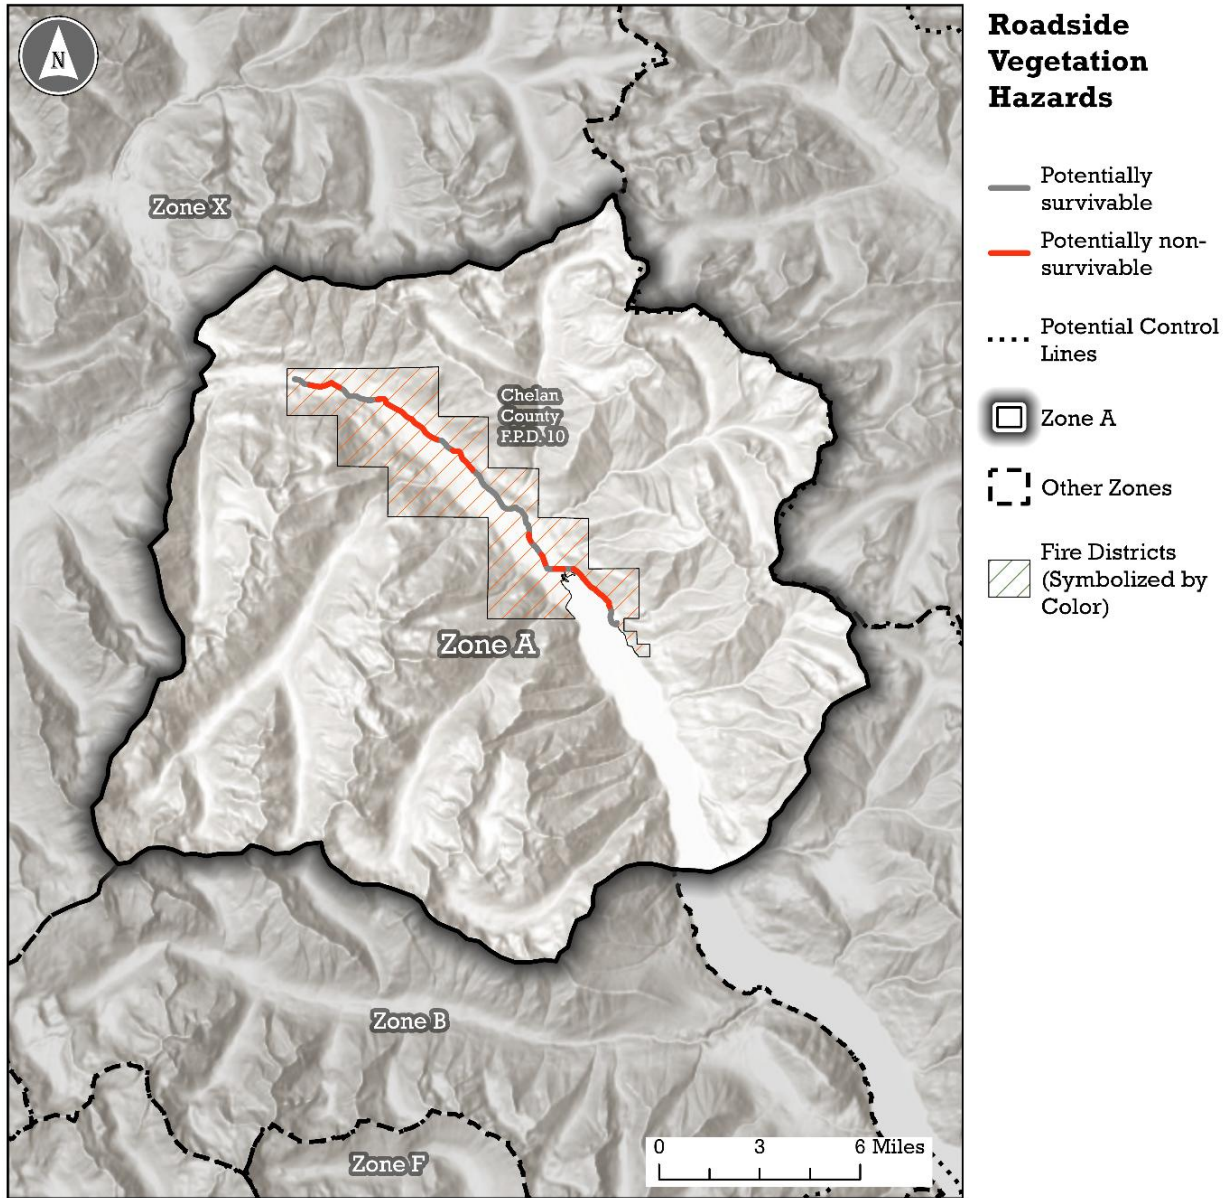 N
Zone X
Chelan
County
F.P.D. 10
Zone A
Zone B
Zone F
0 3 6 Miles
Roadside
Vegetation
Hazards
Potentially
survivable
Potentially non-
survivable
Potential Control
Lines
Zone A
Other Zones
Fire Districts
(Symbolized by
Color)